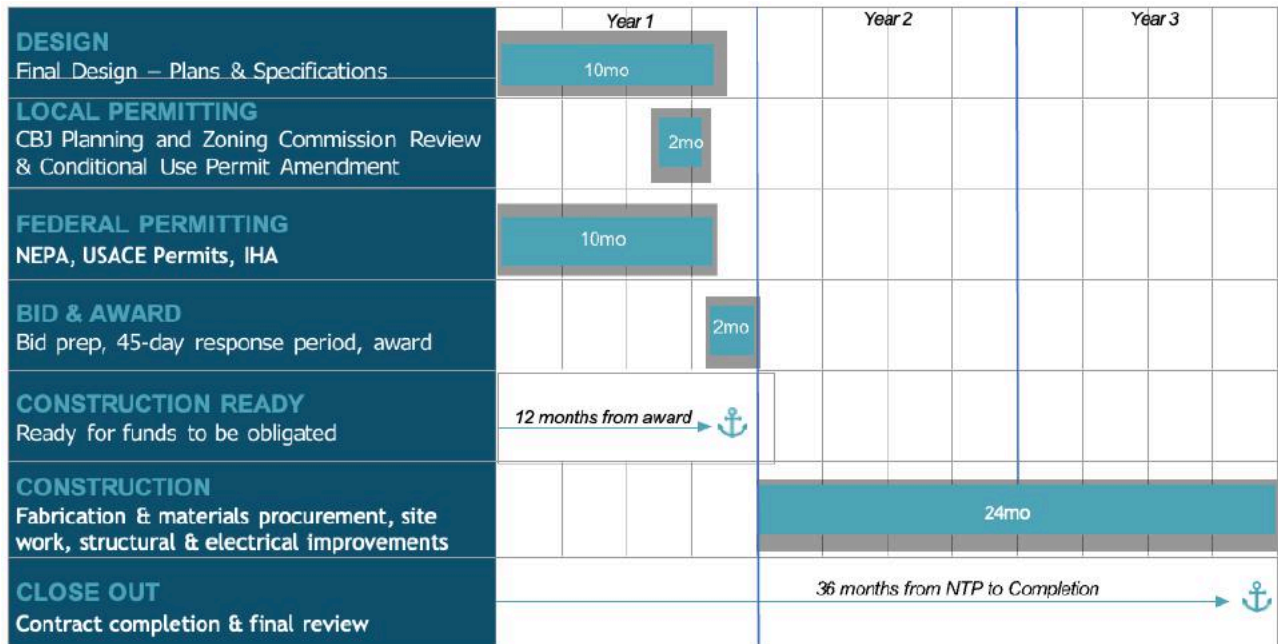 Year 1
Year 2
Year 3
DESIGN
Final Design – Plans & Specifications
10mo
LOCAL PERMITTING
CBJ Planning and Zoning Commission Review
& Conditional Use Permit Amendment
2mo
FEDERAL PERMITTING
NEPA, USACE Permits, IHA
10mo
BID & AWARD
Bid prep, 45-day response period, award
2mo
CONSTRUCTION READY
Ready for funds to be obligated
12 months from award
CONSTRUCTION
Fabrication & materials procurement, site
work, structural & electrical improvements
24mo
CLOSE OUT
Contract completion & final review
36 months from NTP to Completion